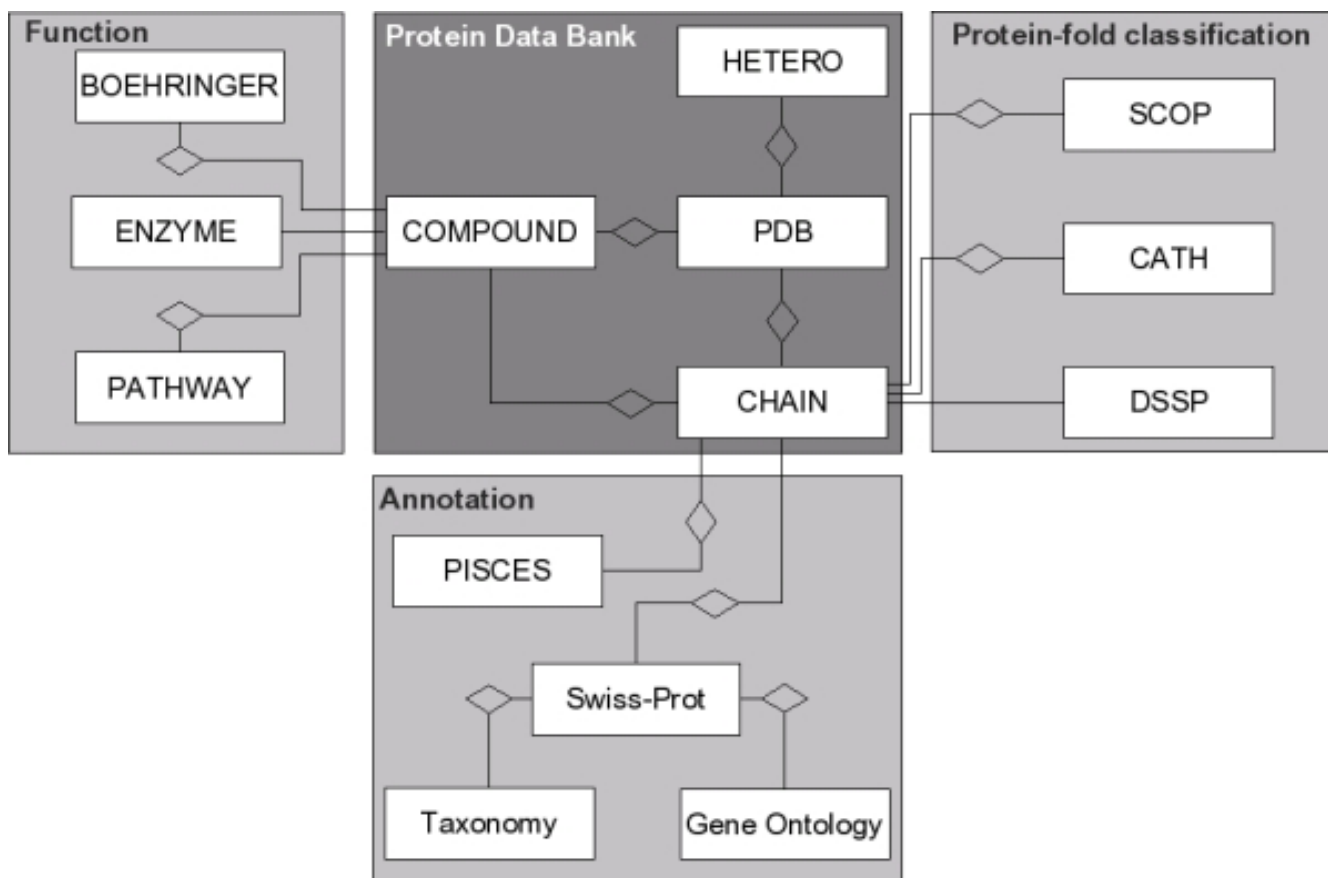 Function
BOEHRINGER
ENZYME
PATHWAY
Protein Data Bank
HETERO
COMPOUND
PDB
CHAIN
Protein-fold classification
SCOP
CATH
DSSP
Annotation
PISCES
Swiss-Prot
Taxonomy
Gene Ontology